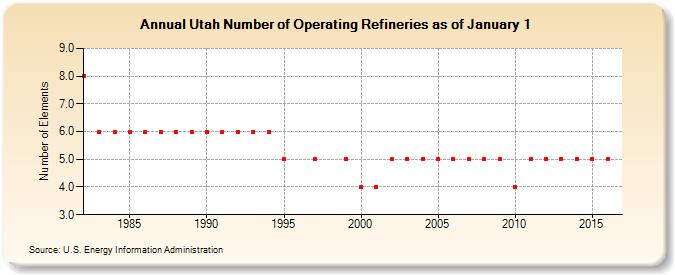 Annual Utah Number of Operating Refineries as of January 1
Number of Elements
9.0
8.0
7.0
6.0
5.0
4.0
3.0
1985 1990 1995 2000 2005 2010 2015
Source: U.S. Energy Information Administration